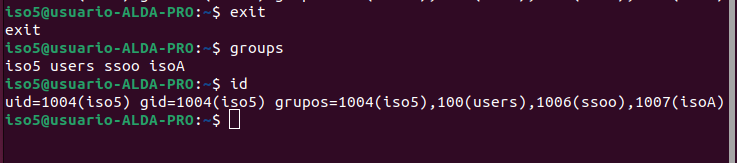 iso5@usuario-ALDA-PRO:~$ exit
exit
iso5@usuario-ALDA-PRO:~$ groups
iso5 users ssoo isoA
iso5@usuario-ALDA-PRO:~$ id
uid=1004(iso5) gid=1004(iso5) grupos=1004(iso5),100(users),1006(ssoo),1007(isoA)
iso5@usuario-ALDA-PRO:~$